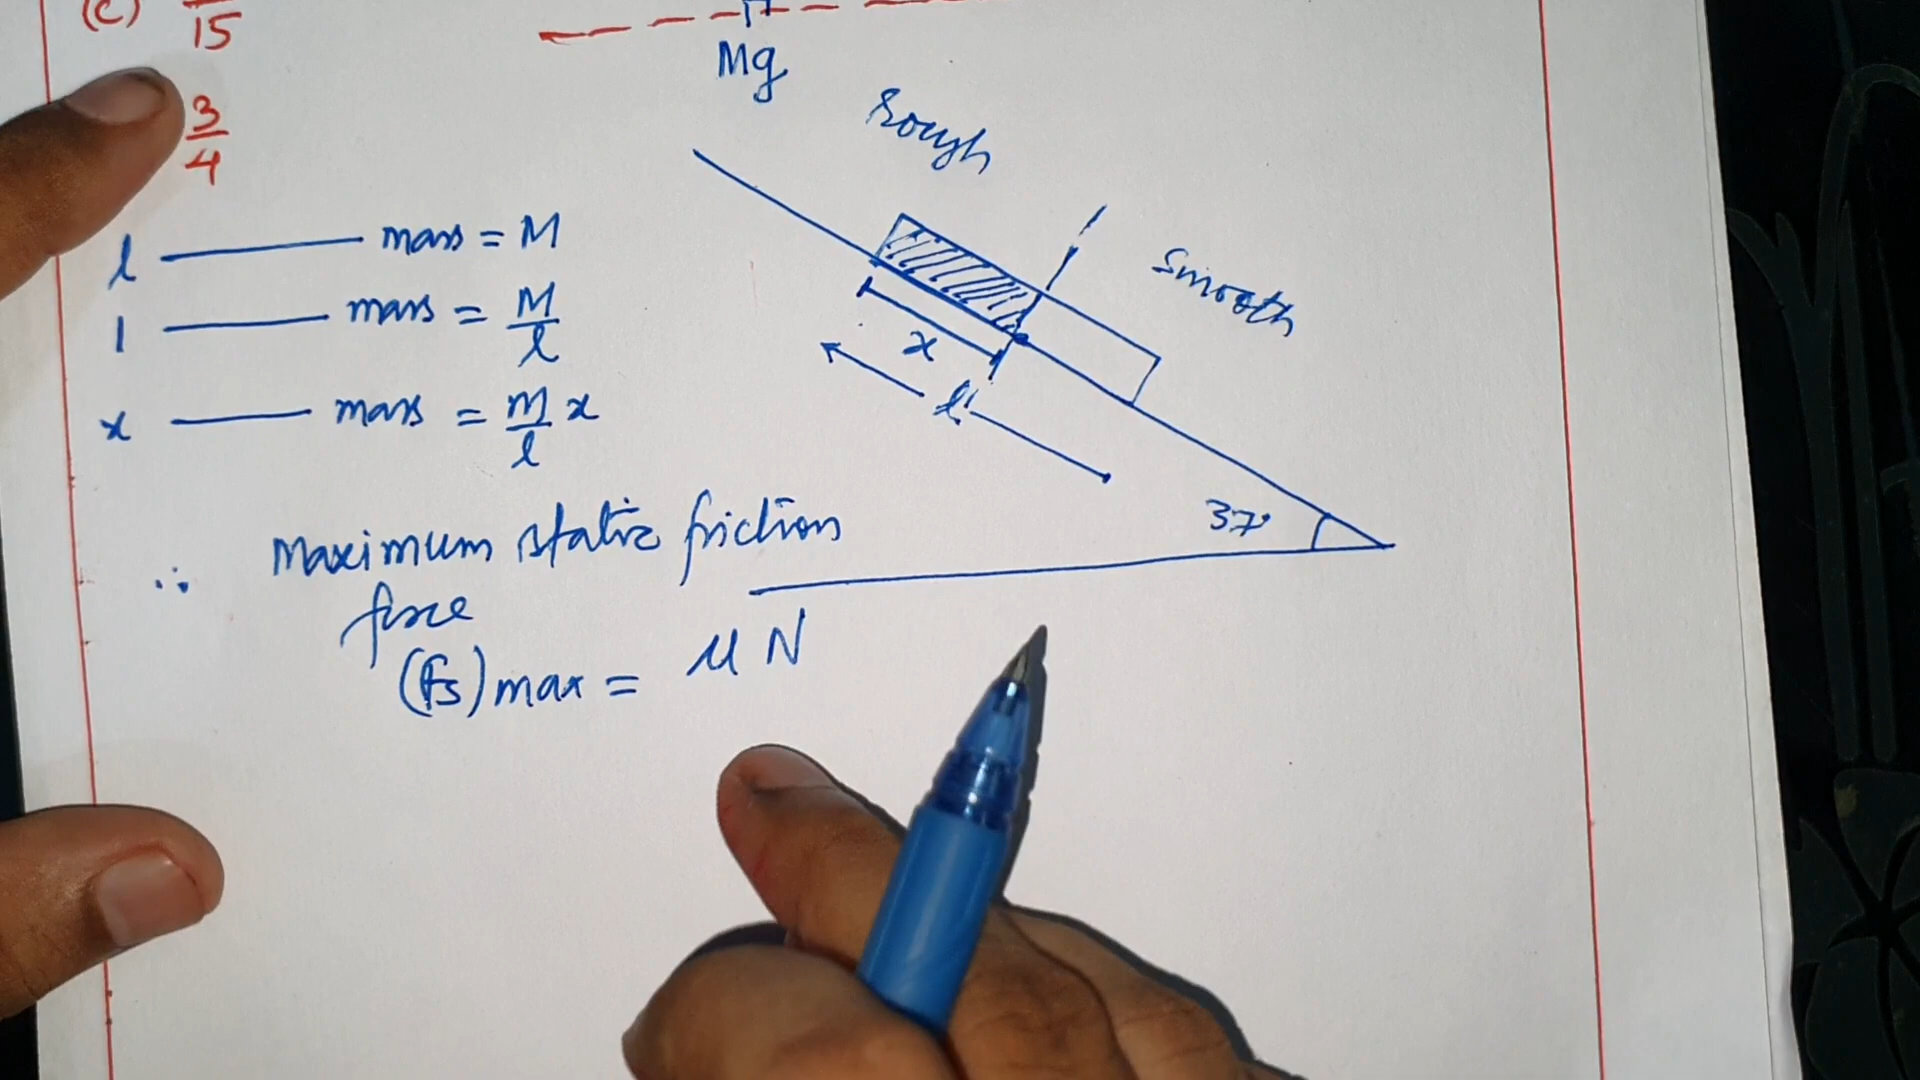 (c) 15
Mg
3
4
rough
smooth
l mass = M
1 mass = M/l
x mass = m/l x
x
l
37°
∴ Maximum static friction
force
(fs)max = μN